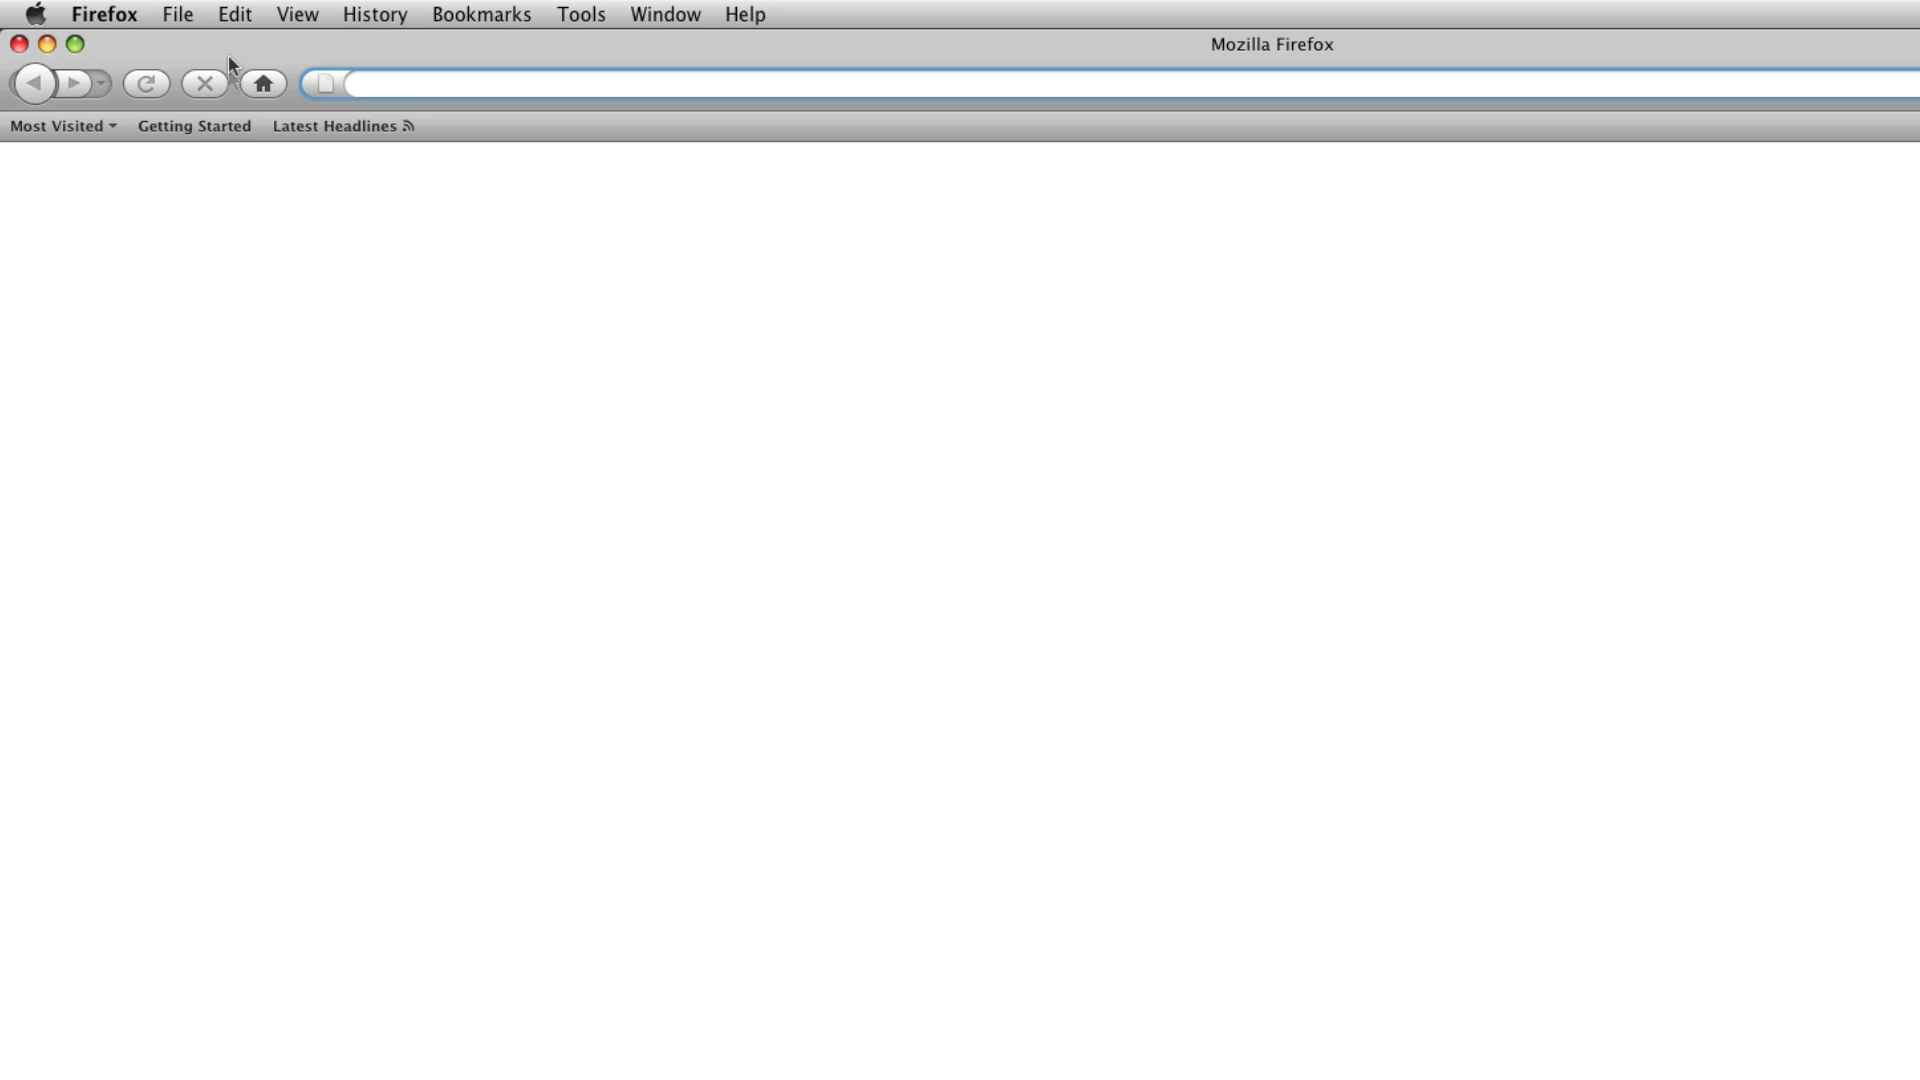 Firefox File Edit View History Bookmarks Tools Window Help
Mozilla Firefox
Most Visited Getting Started Latest Headlines